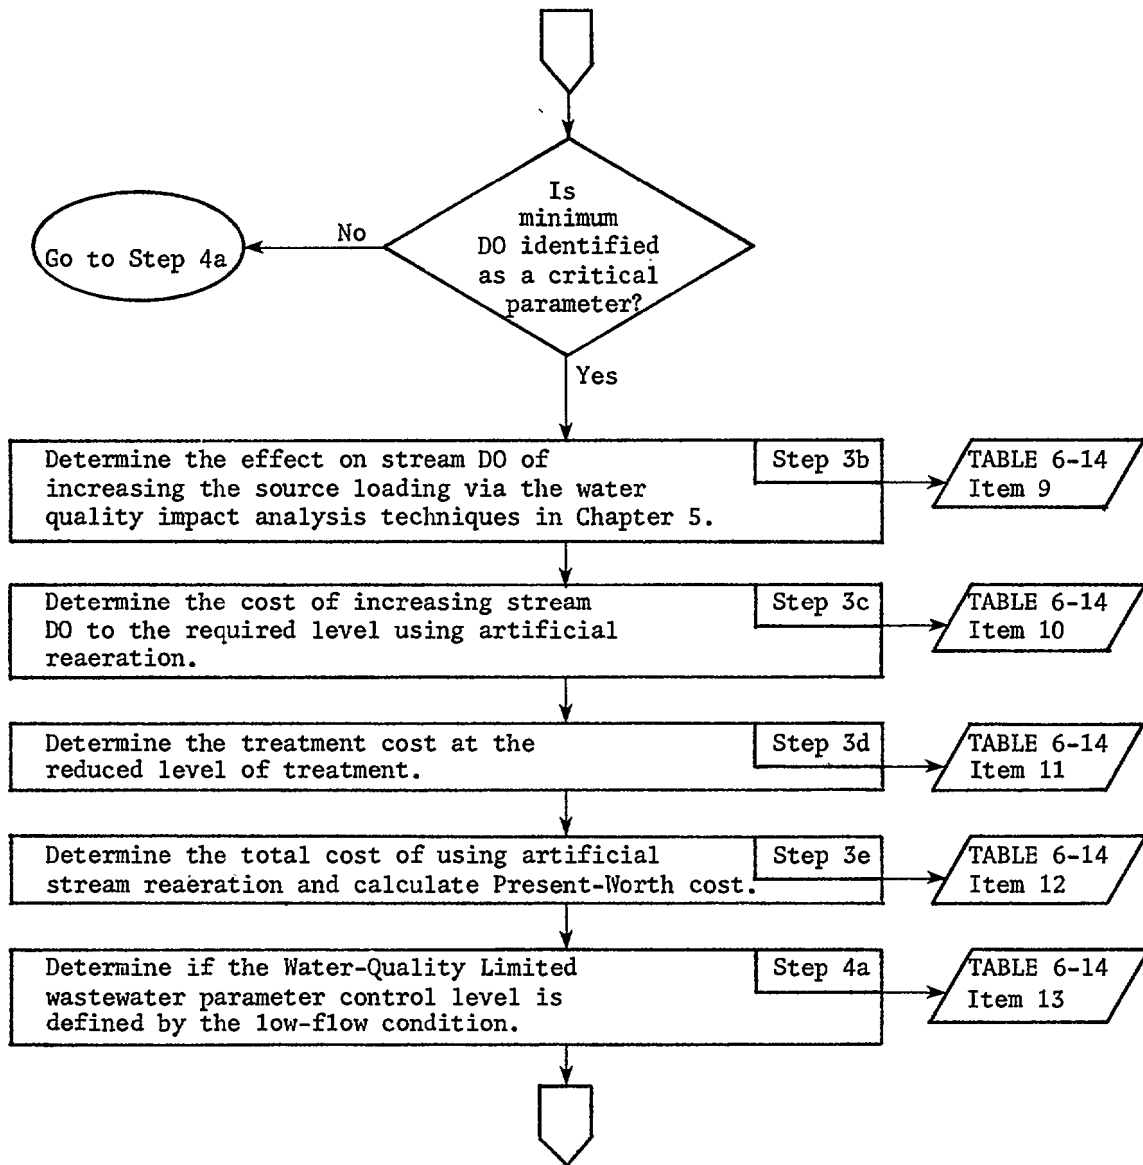 Is
minimum
DO identified
as a critical
parameter?
No
Go to Step 4a
Yes
Determine the effect on stream DO of
increasing the source loading via the water
quality impact analysis techniques in Chapter 5.
Step 3b
TABLE 6-14
Item 9
Determine the cost of increasing stream
DO to the required level using artificial
reaeration.
Step 3c
TABLE 6-14
Item 10
Determine the treatment cost at the
reduced level of treatment.
Step 3d
TABLE 6-14
Item 11
Determine the total cost of using artificial
stream reaeration and calculate Present-Worth cost.
Step 3e
TABLE 6-14
Item 12
Determine if the Water-Quality Limited
wastewater parameter control level is
defined by the low-flow condition.
Step 4a
TABLE 6-14
Item 13